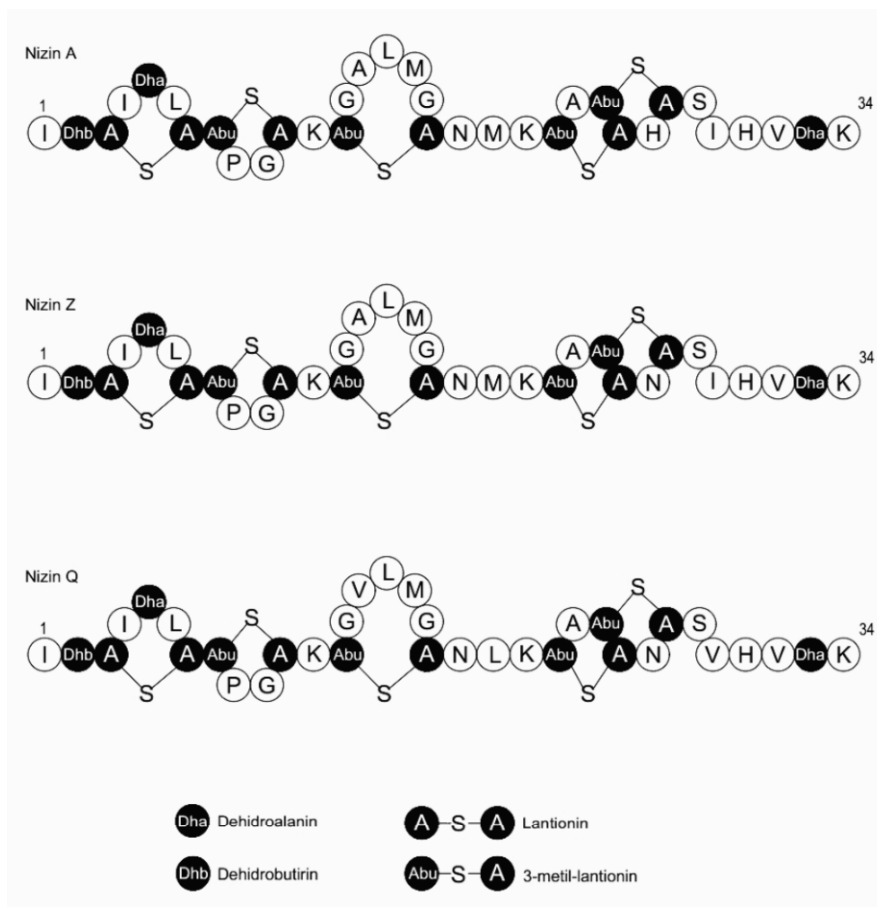 Nizin A
1 34
I Dhb A I Dha L A S Abu P G A S K Abu G A L M G A S N M K Abu A Abu A S H A S S I H V Dha K
Nizin Z
1 34
I Dhb A I Dha L A S Abu P G A S K Abu G A L M G A S N M K Abu A Abu A S N A S S I H V Dha K
Nizin Q
1 34
I Dhb A I Dha L A S Abu P G A S K Abu G V L M G A S N L K Abu A Abu A S N A S S V H V Dha K
Dha Dehidroalanin
A-S-A Lantionin
Dhb Dehidrobutirin
Abu-S-A 3-metil-lantionin